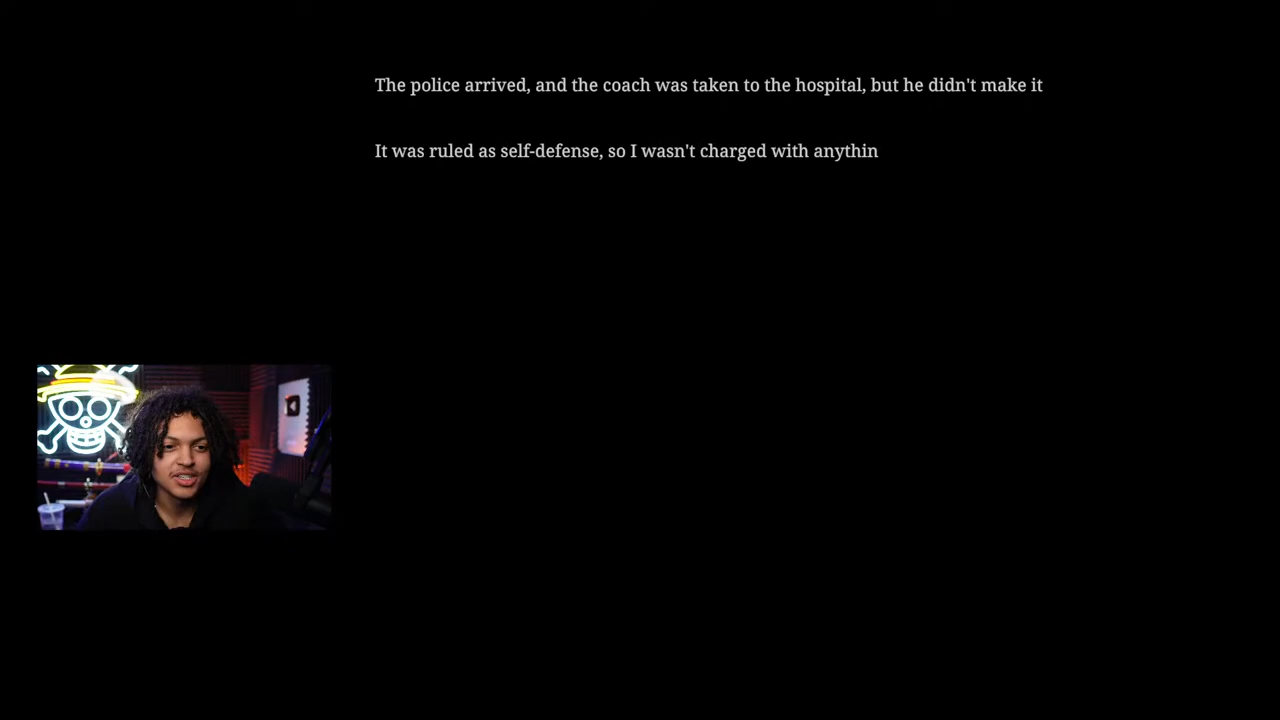 The police arrived, and the coach was taken to the hospital, but he didn't make it
It was ruled as self-defense, so I wasn't charged with anythin